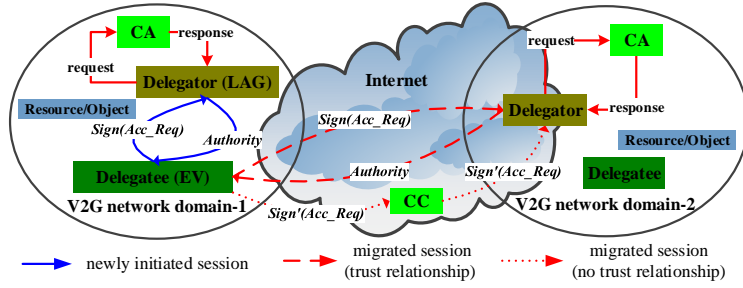 CA
response
request
Delegator (LAG)
Resource/Object
Sign(Acc_Req)
Authority
Delegatee (EV)
V2G network domain-1
Internet
Sign(Acc_Req)
Authority
Sign'(Acc_Req)
CC
Sign'(Acc_Req)
request
CA
response
Delegator
Resource/Object
Delegatee
V2G network domain-2
newly initiated session
migrated session
(trust relationship)
migrated session
(no trust relationship)